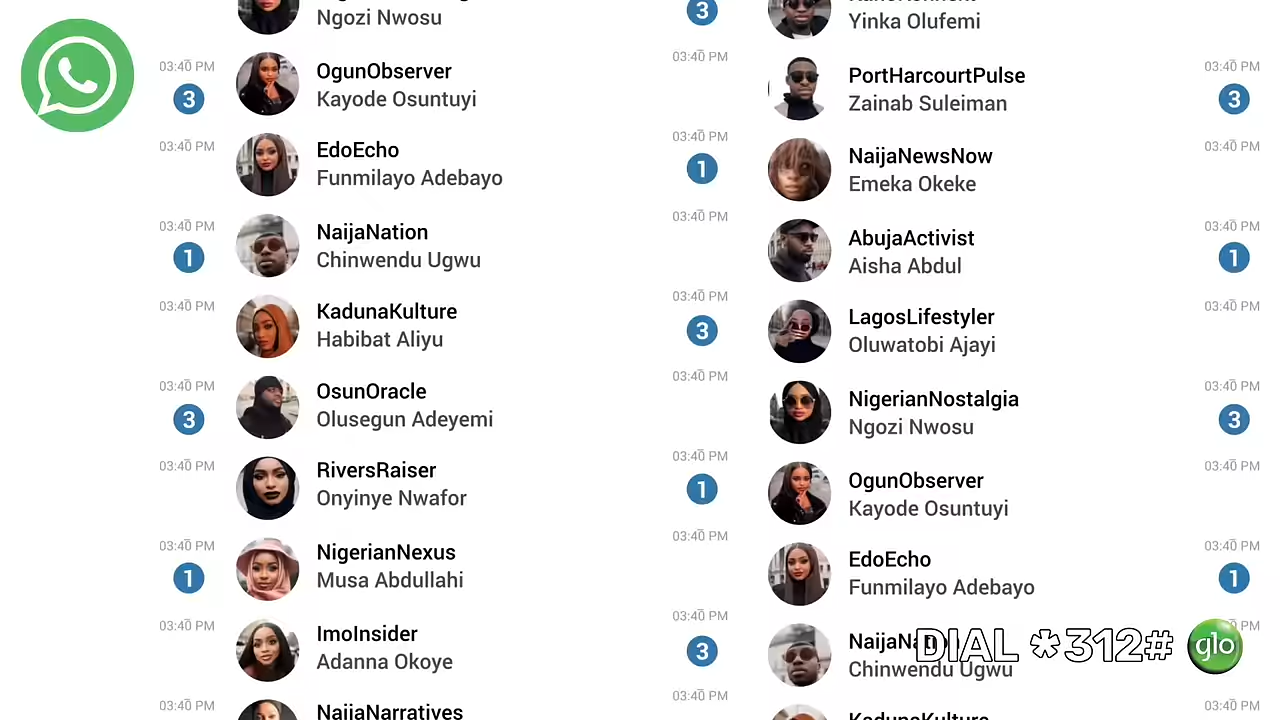 Ngozi Nwosu
03:40 PM
3
OgunObserver
Kayode Osuntuyi
03:40 PM
EdoEcho
Funmilayo Adebayo
03:40 PM
1
NaijaNation
Chinwendu Ugwu
03:40 PM
KadunaKulture
Habibat Aliyu
03:40 PM
3
OsunOracle
Olusegun Adeyemi
03:40 PM
RiversRaiser
Onyinye Nwafor
03:40 PM
1
NigerianNexus
Musa Abdullahi
03:40 PM
ImoInsider
Adanna Okoye
03:40 PM
NaijaNarratives
3
Yinka Olufemi
03:40 PM
PortHarcourtPulse
Zainab Suleiman
03:40 PM
3
03:40 PM
1
NaijaNewsNow
Emeka Okeke
03:40 PM
03:40 PM
AbujaActivist
Aisha Abdul
03:40 PM
1
03:40 PM
3
LagosLifestyler
Oluwatobi Ajayi
03:40 PM
03:40 PM
NigerianNostalgia
Ngozi Nwosu
03:40 PM
3
03:40 PM
1
OgunObserver
Kayode Osuntuyi
03:40 PM
03:40 PM
EdoEcho
Funmilayo Adebayo
03:40 PM
1
03:40 PM
3
Chinwendu Ugwu
DIAL *312#
glo
03:40 PM
KadunaKulture
03:40 PM